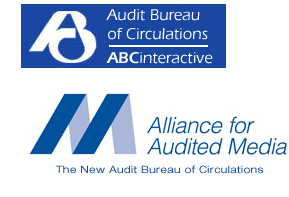 Audit Bureau
of Circulations
ABCinteractive
Alliance for
Audited Media
The New Audit Bureau of Circulations